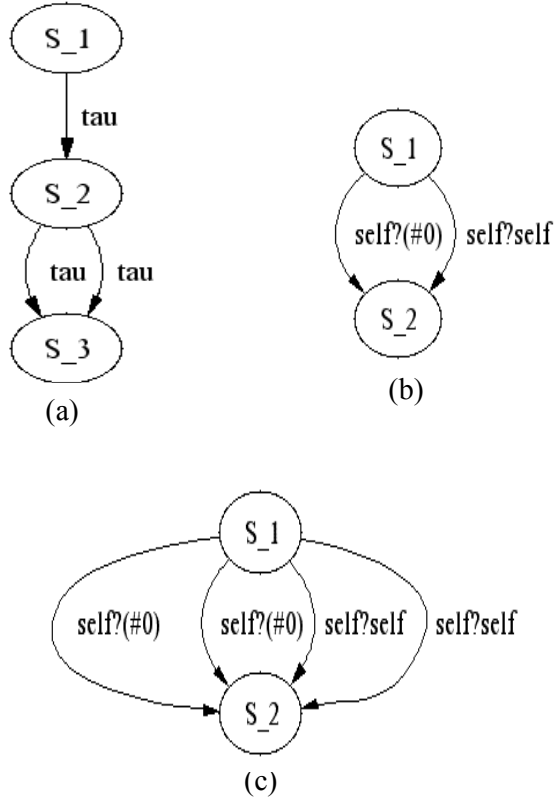 S_1
tau
S_2
tau tau
S_3
(a)
S_1
self?(#0) self?self
S_2
(b)
S_1
self?(#0) self?(#0) self?self self?self
S_2
(c)